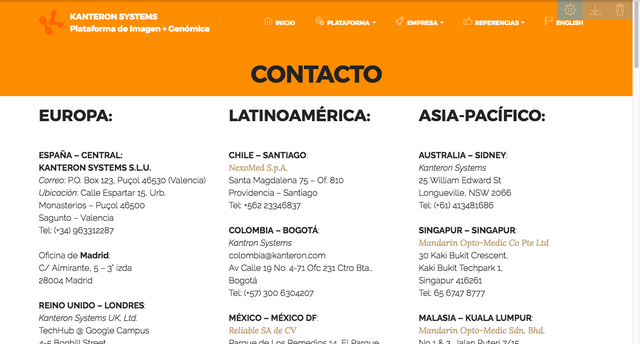 KANTERON SYSTEMS
Plataforma de Imagen + Genómica
INICIO
PLATAFORMA
EMPRESA
REFERENCIAS
ENGLISH
CONTACTO
EUROPA:
ESPAÑA – CENTRAL:
KANTERON SYSTEMS S.L.U.
Correo: P.O. Box 123, Puçol 46530 (Valencia)
Ubicación: Calle Espartar 15, Urb.
Monasterios – Puçol 46500
Sagunto – Valencia
Tel: (+34) 963312287
Oficina de Madrid:
C/ Almirante, 5 – 3° izda
28004 Madrid
REINO UNIDO – LONDRES:
Kanteron Systems UK, Ltd.
TechHub @ Google Campus
4-5 Bonhill Street
LATINOAMÉRICA:
CHILE – SANTIAGO:
NexoMed S.p.A.
Santa Magdalena 75 – Of. 810
Providencia – Santiago
Tel: +562 23346837
COLOMBIA – BOGOTÁ:
Kantron Systems
colombia@kanteron.com
Av Calle 19 No. 4-71 Ofc 231 Ctro Bta.,
Bogotá
Tel: (+57) 300 6304207
MÉXICO – MÉXICO DF:
Reliable SA de CV
Parque de Los Remedios 14, El Parque
ASIA-PACÍFICO:
AUSTRALIA – SIDNEY:
Kanteron Systems
25 William Edward St
Longueville, NSW 2066
Tel: (+61) 413481686
SINGAPUR – SINGAPUR:
Mandarin Opto-Medic Co Pte Ltd
30 Kaki Bukit Crescent,
Kaki Bukit Techpark 1,
Singapur 416261
Tel: 65 6747 8777
MALASIA – KUALA LUMPUR:
Mandarin Opto-Medic Sdn. Bhd.
No 1 & 3, Jalan Puteri 7/15,